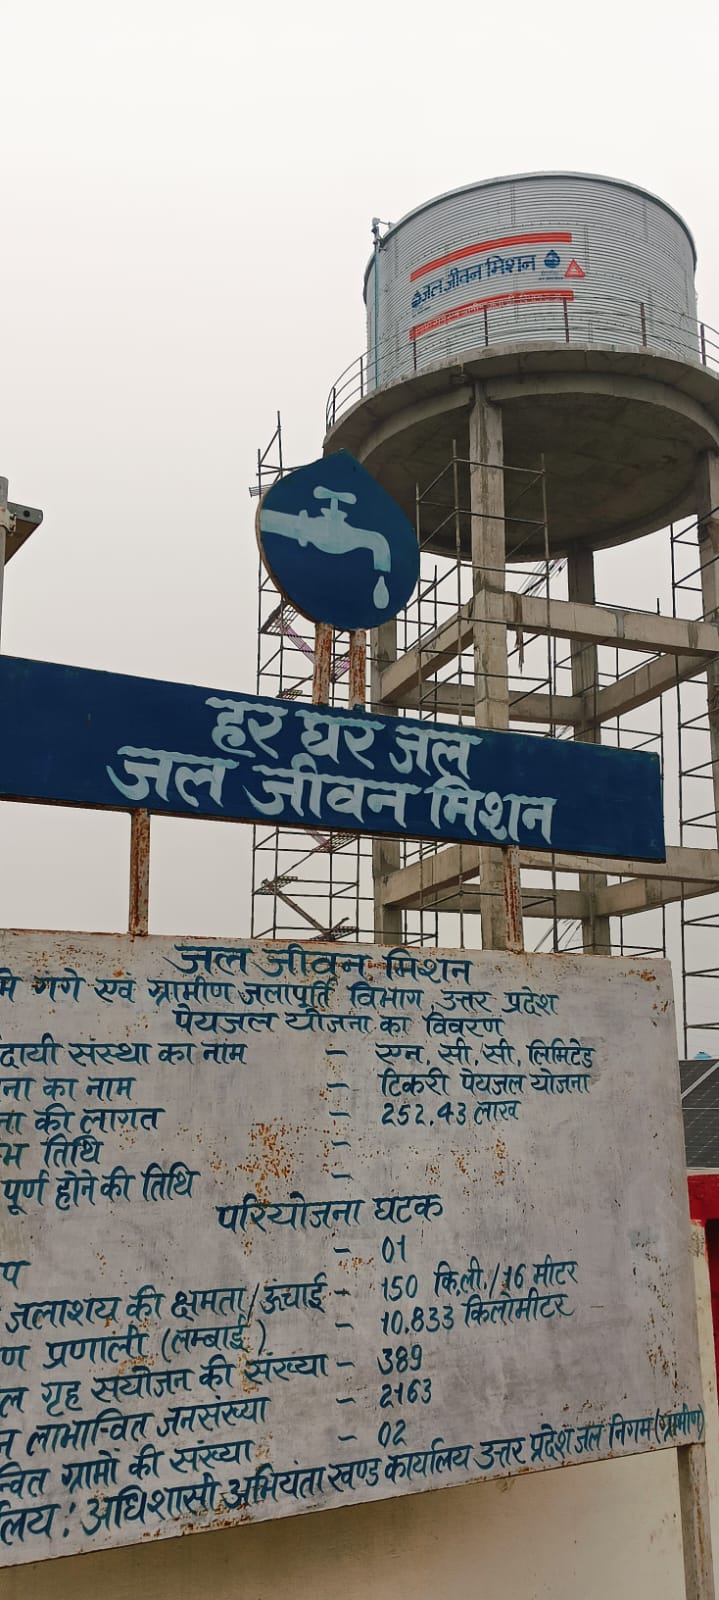 जल जीवन मिशन
हर घर जल
जल जीवन मिशन
जल जीवन मिशन
मि गंगे एवं ग्रामीण जलापूर्ति विभाग, उत्तर प्रदेश
पेयजल योजना का विवरण
दायी संस्था का नाम – एन. सी. सी. लिमिटेड
ना का नाम – टिकरी पेयजल योजना
ना की लागत – 252.43 लाख
भ तिथि –
पूर्ण होने की तिथि –
परियोजना घटक
प – 01
जलाशय की क्षमता/ऊंचाई – 150 कि.ली./16 मीटर
ण प्रणाली (लम्बाई) – 10.833 किलोमीटर
ल गृह संयोजन की संख्या – 389
न लाभान्वित जनसंख्या – 2163
न्वित ग्रामों की संख्या – 02
लय: अधिशासी अभियंता खण्ड कार्यालय उत्तर प्रदेश जल निगम (ग्रामीण)